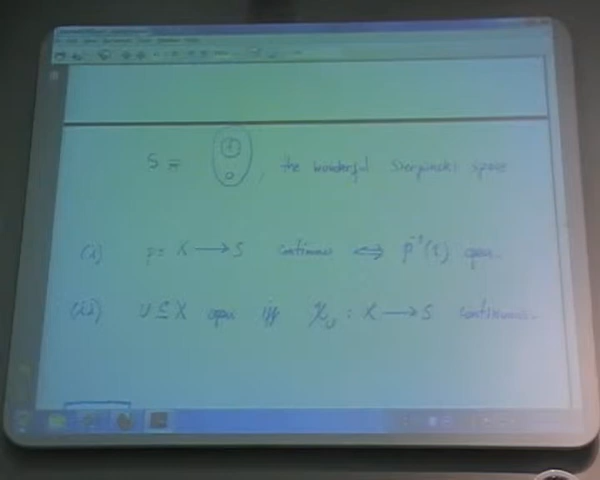 S = 1 0 , the wonderful Sierpinski space
(i) p: X → S continuous ⟺ p⁻¹(1) open.
(ii) U ⊆ X open iff χ_U : X → S continuous.